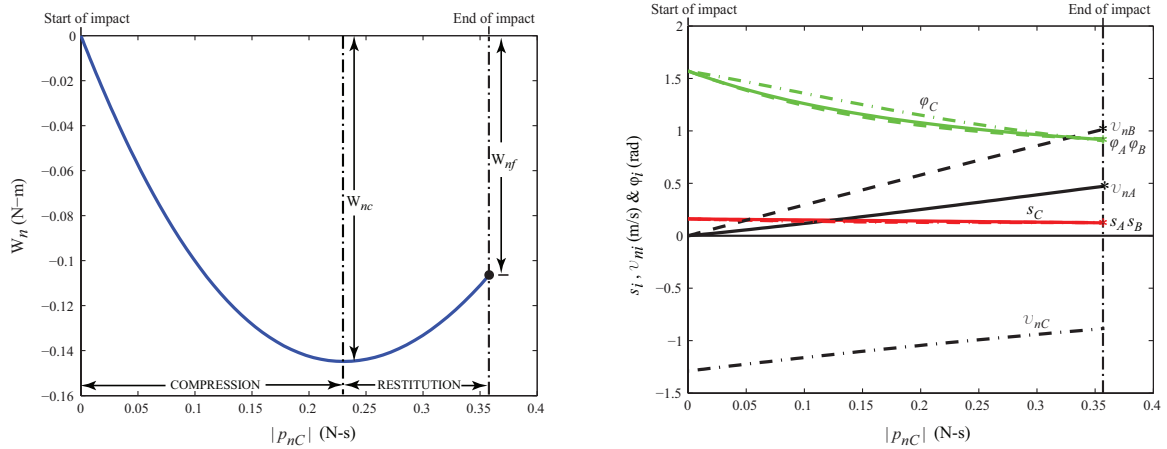 Start of impact
End of impact
0
−0.02
−0.04
−0.06
−0.08
−0.1
−0.12
−0.14
−0.16
W_n (N−m)
W_nc
W_nf
COMPRESSION
RESTITUTION
0
0.05
0.1
0.15
0.2
0.25
0.3
0.35
0.4
|p_nC| (N-s)
Start of impact
End of impact
2
1.5
1
0.5
0
−0.5
−1
−1.5
s_i , υ_ni (m/s) & φ_i (rad)
φ_C
υ_nB
φ_A φ_B
υ_nA
s_C
s_A s_B
υ_nC
0
0.05
0.1
0.15
0.2
0.25
0.3
0.35
0.4
|p_nC| (N-s)